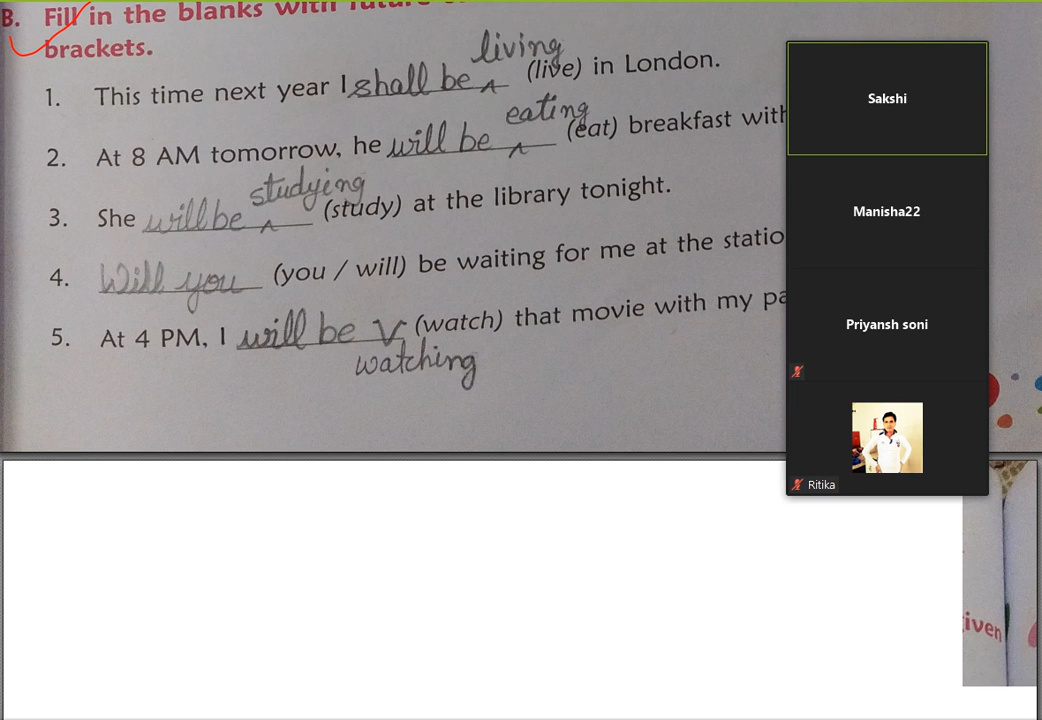 B. Fill in the blanks with future
brackets.
living
1. This time next year I shall be ^ (live) in London.
eating
2. At 8 AM tomorrow, he will be ^ (eat) breakfast with
studying
3. She will be ^ (study) at the library tonight.
4. Will you (you / will) be waiting for me at the statio
5. At 4 PM, I will be V (watch) that movie with my pa
watching
Sakshi
Manisha22
Priyansh soni
Ritika
iven